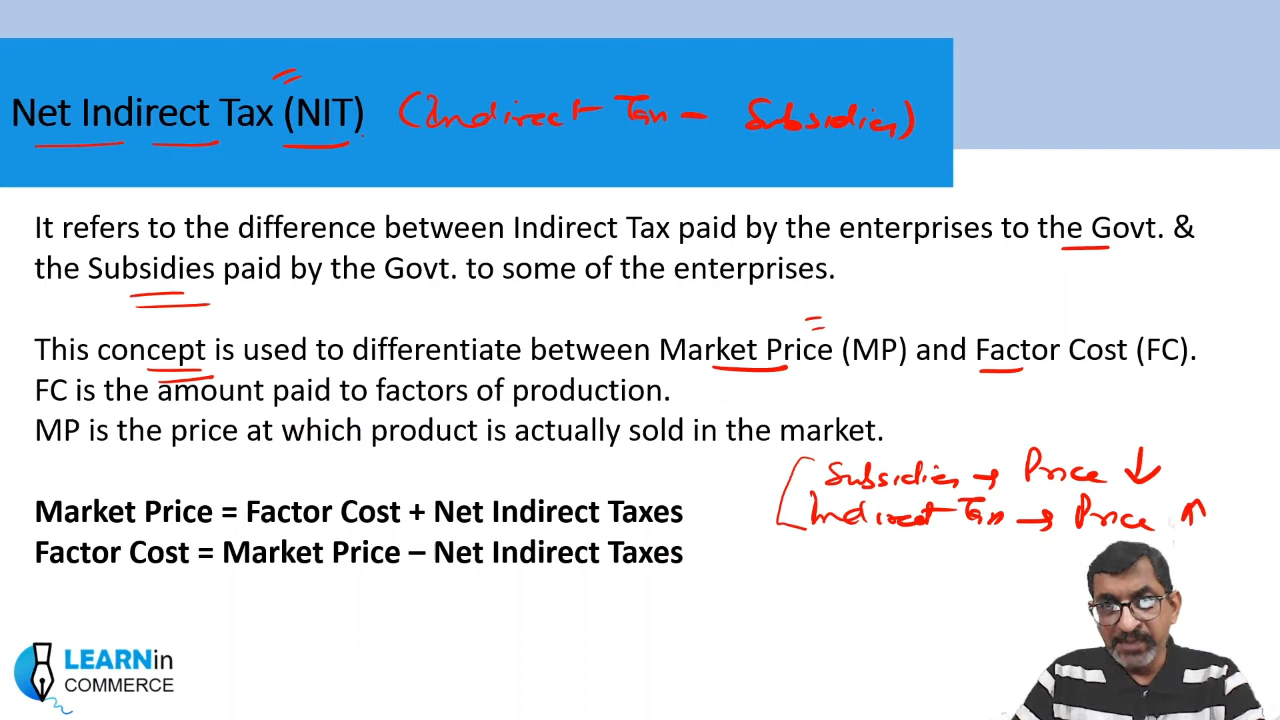 Net Indirect Tax (NIT) (Indirect Tax - Subsidies)
It refers to the difference between Indirect Tax paid by the enterprises to the Govt. &
the Subsidies paid by the Govt. to some of the enterprises.
This concept is used to differentiate between Market Price (MP) and Factor Cost (FC).
FC is the amount paid to factors of production.
MP is the price at which product is actually sold in the market.
Subsidies → Price ↓
Indirect Tax → Price ↑
Market Price = Factor Cost + Net Indirect Taxes
Factor Cost = Market Price – Net Indirect Taxes
LEARNin
COMMERCE